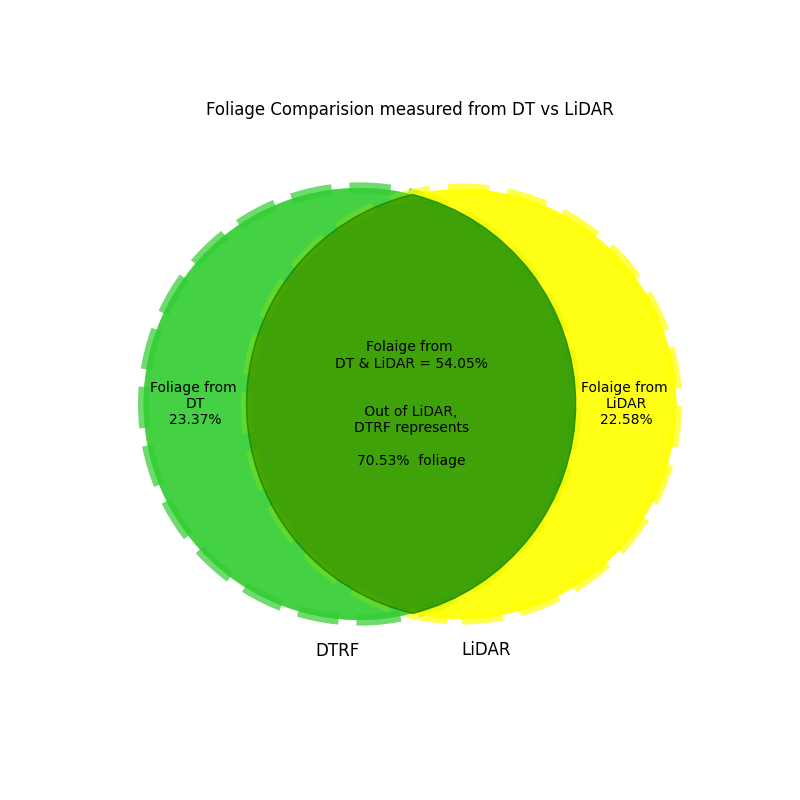 Foliage Comparision measured from DT vs LiDAR
Folaige from
DT & LiDAR = 54.05%
Foliage from
DT
23.37%
Out of LiDAR,
DTRF represents
70.53%  foliage
Folaige from
LiDAR
22.58%
DTRF
LiDAR